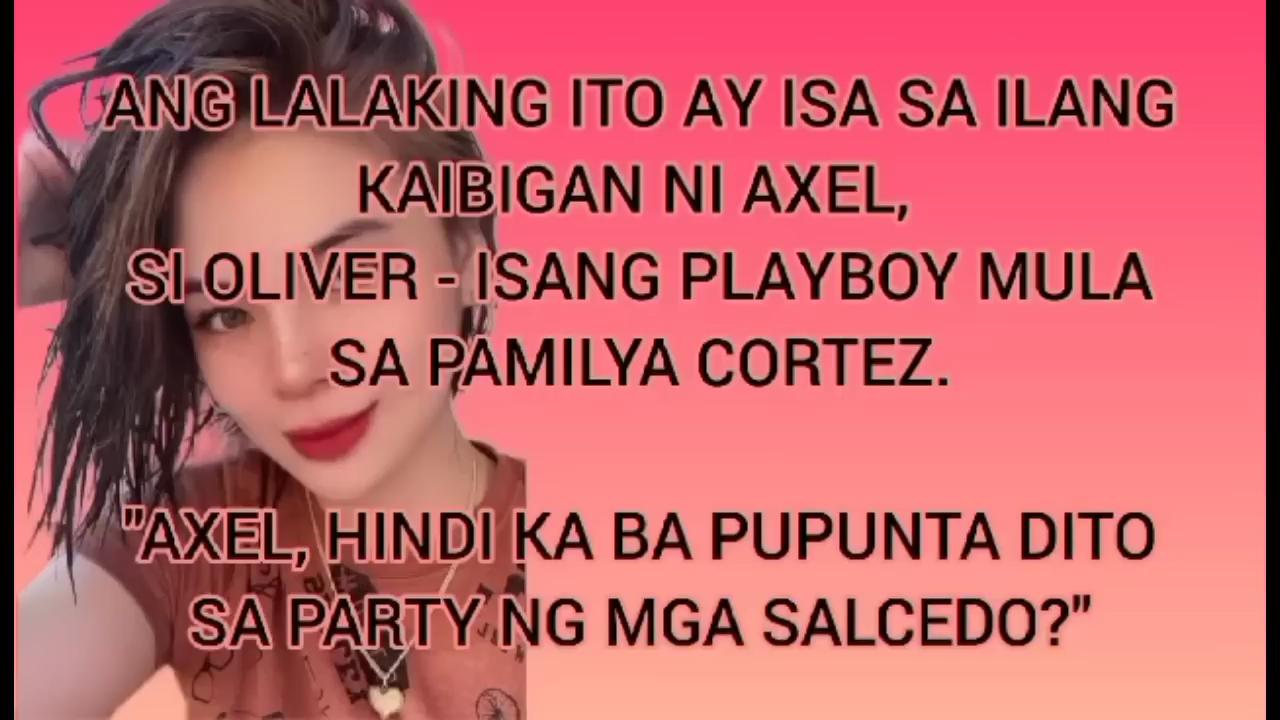 ANG LALAKING ITO AY ISA SA ILANG
KAIBIGAN NI AXEL,
SI OLIVER - ISANG PLAYBOY MULA
SA PAMILYA CORTEZ.
"AXEL, HINDI KA BA PUPUNTA DITO
SA PARTY NG MGA SALCEDO?"